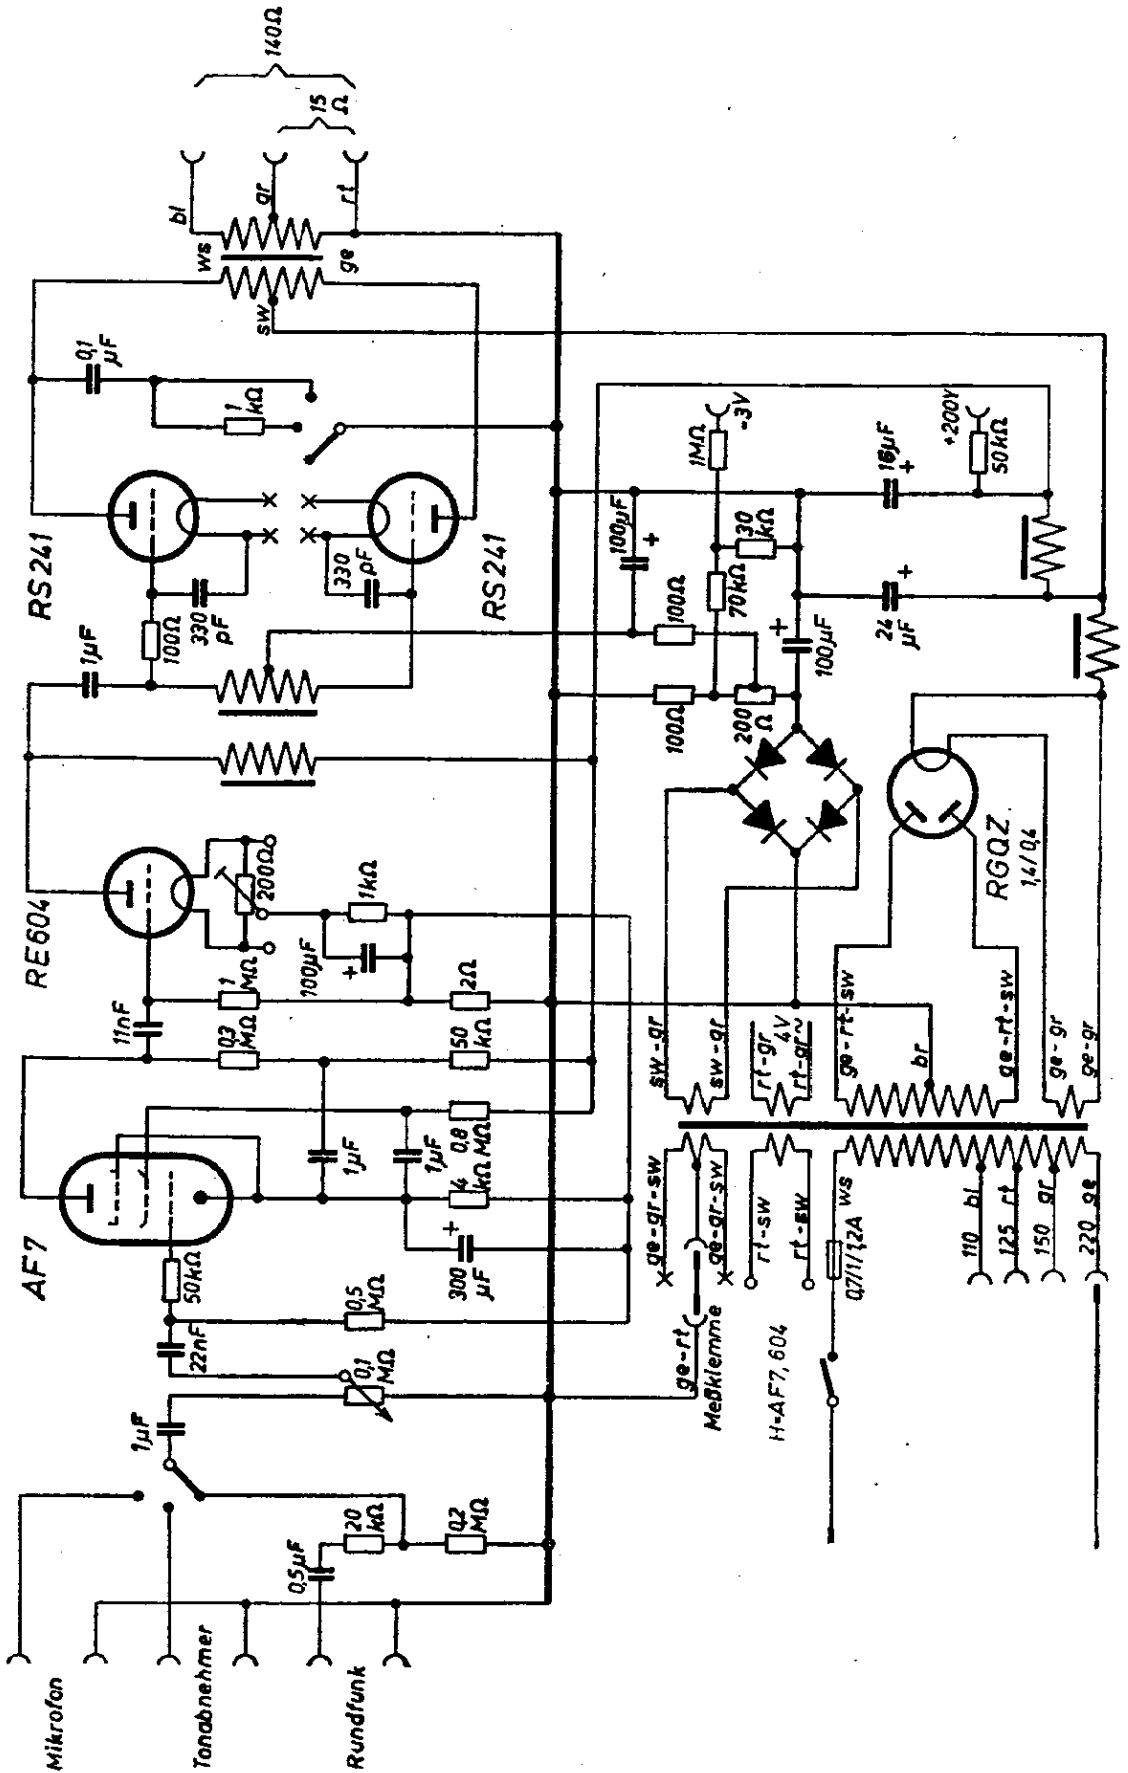 Mikrofon
Tonabnehmer
Rundfunk
1µF
0,5µF
20
kΩ
0,2
MΩ
22nF
0,1
MΩ
0,5
MΩ
50kΩ
AF7
300
µF
4
kΩ
0,8
MΩ
1µF
1µF
0,3
MΩ
50
kΩ
11nF
1
MΩ
2Ω
RE604
200Ω
100µF
1kΩ
1µF
100Ω
330
pF
330
pF
RS241
RS241
0,1
µF
1
kΩ
sw
ws
ge
bl
gr
rt
15
Ω
140Ω
ge-rt
Meßklemme
H=AF7, 604
0,7/1/1,2A
ws
ge-gr-sw
ge-gr-sw
rt-sw
rt-sw
110 bl
125 rt
150 gr
220 ge
sw-gr
sw-gr
rt-gr
4V
rt-gr~
ge-rt-sw
br
ge-rt-sw
ge-gr
ge-gr
RGQZ
1,4/0,4
100Ω
200
Ω
100Ω
100µF
70kΩ
30
kΩ
1MΩ
-3V
100µF
24
µF
16µF
+200V
50kΩ